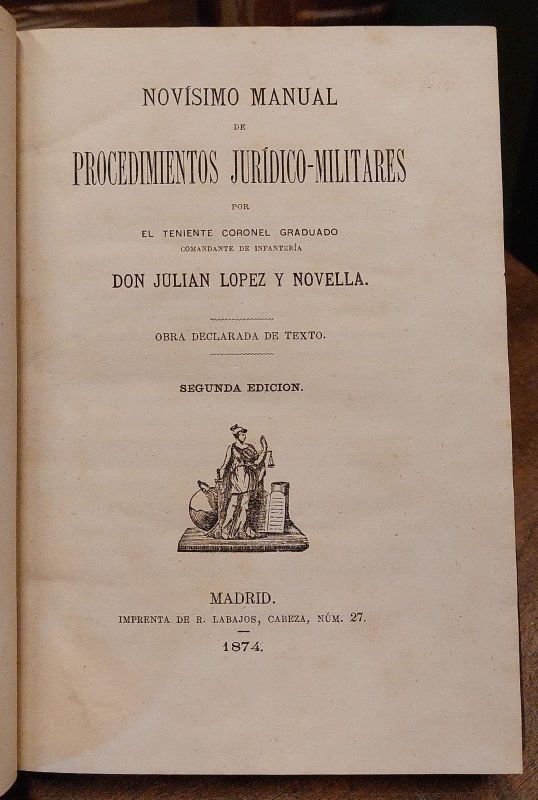 NOVÍSIMO MANUAL
DE
PROCEDIMIENTOS JURÍDICO-MILITARES
POR
EL TENIENTE CORONEL GRADUADO
COMANDANTE DE INFANTERÍA
DON JULIAN LOPEZ Y NOVELLA.
OBRA DECLARADA DE TEXTO.
SEGUNDA EDICION.
MADRID.
IMPRENTA DE R. LABAJOS, CABEZA, NÚM. 27.
1874.